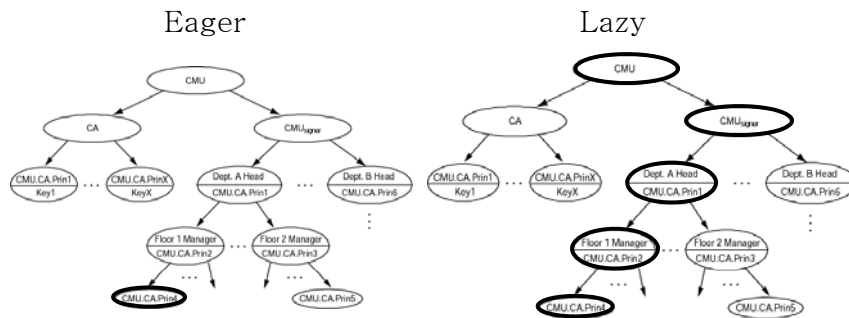 Eager
Lazy
CMU
CA
CMUsigner
CMU.CA.Prin1
Key1
...
CMU.CA.PrinX
KeyX
Dept. A Head
CMU.CA.Prin1
...
Dept. B Head
CMU.CA.Prin6
Floor 1 Manager
CMU.CA.Prin2
...
Floor 2 Manager
CMU.CA.Prin3
...
...
CMU.CA.Prin4
CMU.CA.Prin5
CMU
CA
CMUsigner
CMU.CA.Prin1
Key1
...
CMU.CA.PrinX
KeyX
Dept. A Head
CMU.CA.Prin1
...
Dept. B Head
CMU.CA.Prin6
Floor 1 Manager
CMU.CA.Prin2
...
Floor 2 Manager
CMU.CA.Prin3
...
...
CMU.CA.Prin4
CMU.CA.Prin5